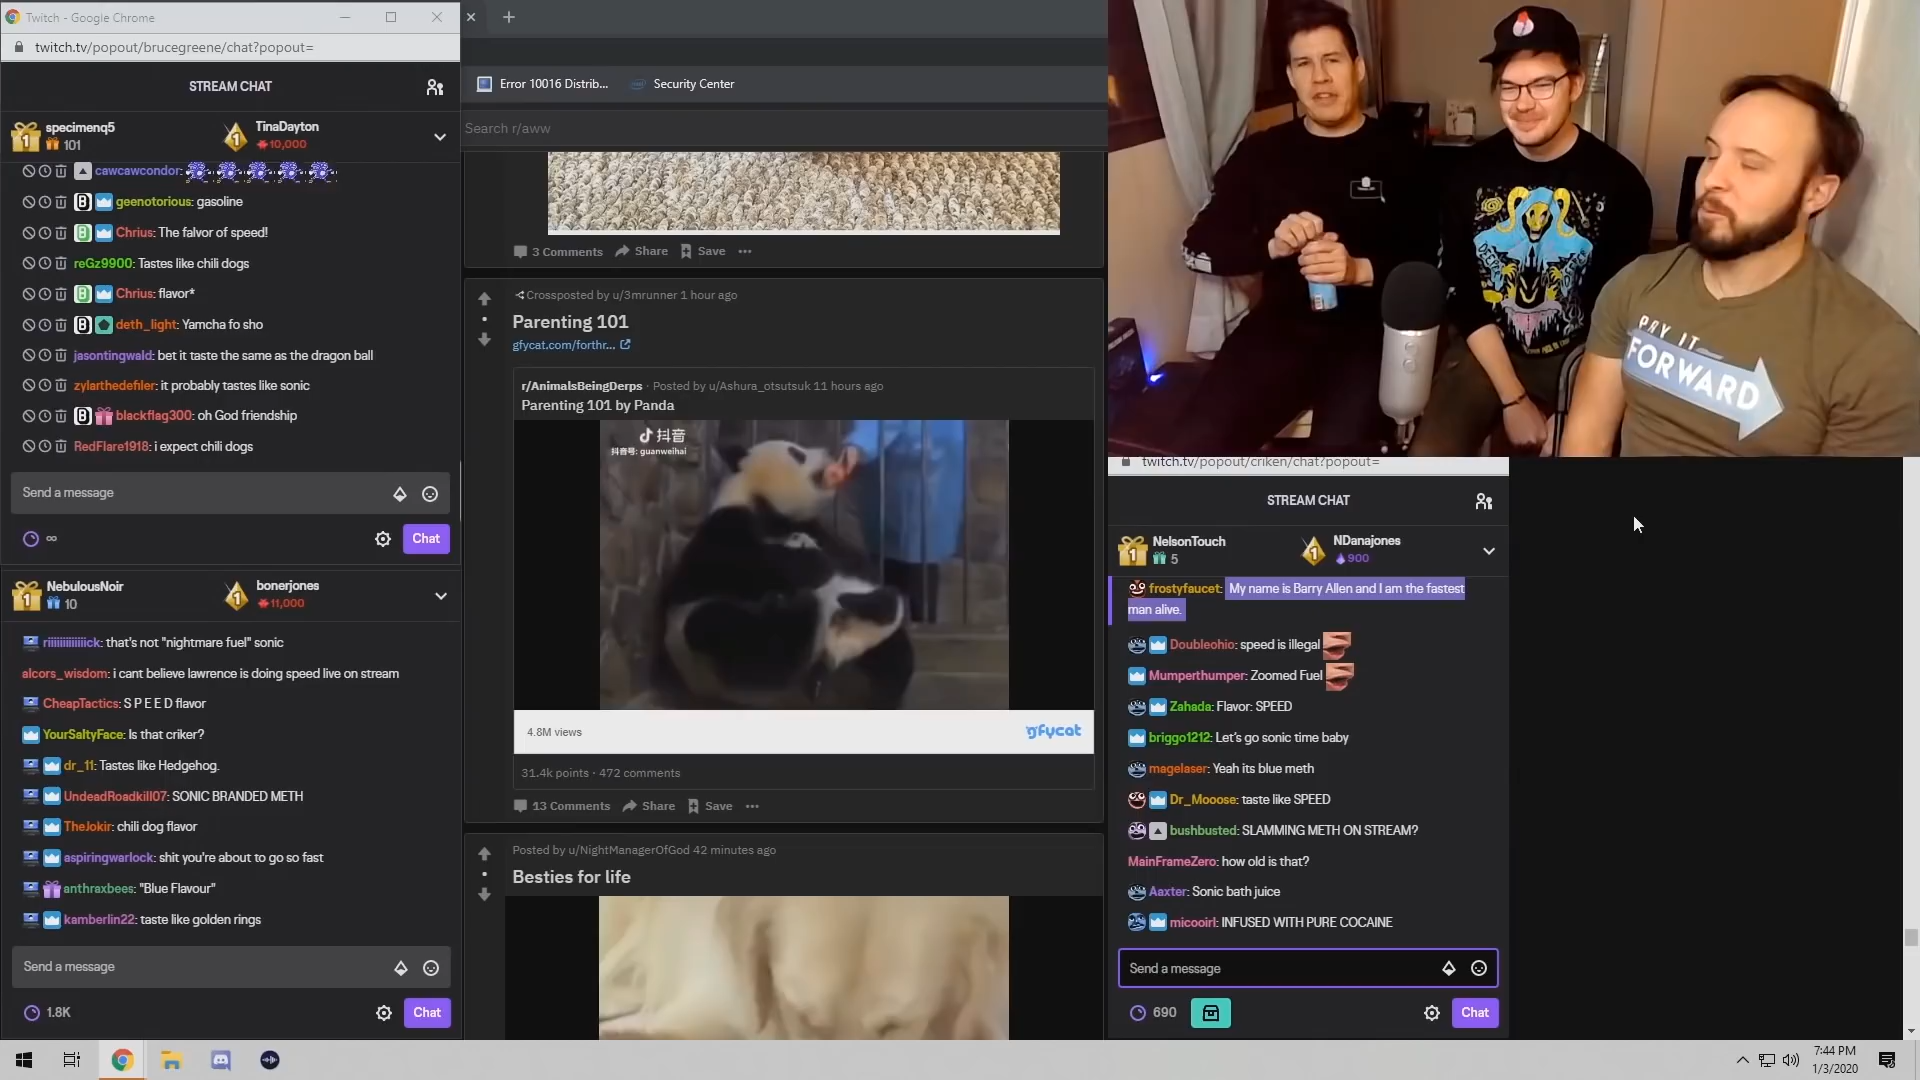 Twitch - Google Chrome
twitch.tv/popout/brucegreene/chat?popout=
STREAM CHAT
specimenq5
101
TinaDayton
10,000
cawcawcondor:
geenotorious: gasoline
Chrius: The falvor of speed!
reGz9900: Tastes like chili dogs
Chrius: flavor*
deth_light: Yamcha fo sho
jasontingwald: bet it taste the same as the dragon ball
zylarthedefiler: it probably tastes like sonic
blackflag300: oh God friendship
RedFlare1918: i expect chili dogs
Send a message
∞
Chat
NebulousNoir
10
bonerjones
11,000
riiiiiiiiiiiiick: that's not "nightmare fuel" sonic
alcors_wisdom: i cant believe lawrence is doing speed live on stream
CheapTactics: S P E E D flavor
YourSaltyFace: Is that criker?
dr_11: Tastes like Hedgehog.
UndeadRoadkill07: SONIC BRANDED METH
TheJokir: chili dog flavor
aspiringwarlock: shit you're about to go so fast
anthraxbees: "Blue Flavour"
kamberlin22: taste like golden rings
Send a message
1.8K
Chat
Error 10016 Distrib...
Security Center
Search r/aww
3 Comments Share Save
Crossposted by u/3mrunner 1 hour ago
Parenting 101
gfycat.com/forthr...
r/AnimalsBeingDerps · Posted by u/Ashura_otsutsuk 11 hours ago
Parenting 101 by Panda
抖音
抖音号: guanweihai
4.8M views
gfycat
31.4k points · 472 comments
13 Comments Share Save
Posted by u/NightManagerOfGod 42 minutes ago
Besties for life
PAY IT
FORWARD
twitch.tv/popout/criken/chat?popout=
STREAM CHAT
NelsonTouch
5
NDanajones
900
frostyfaucet: My name is Barry Allen and I am the fastest
man alive.
Doubleohio: speed is illegal
Mumperthumper: Zoomed Fuel
Zahada: Flavor: SPEED
briggo1212: Let's go sonic time baby
magelaser: Yeah its blue meth
Dr_Mooose: taste like SPEED
bushbusted: SLAMMING METH ON STREAM?
MainFrameZero: how old is that?
Aaxter: Sonic bath juice
micooirl: INFUSED WITH PURE COCAINE
Send a message
690
Chat
7:44 PM
1/3/2020